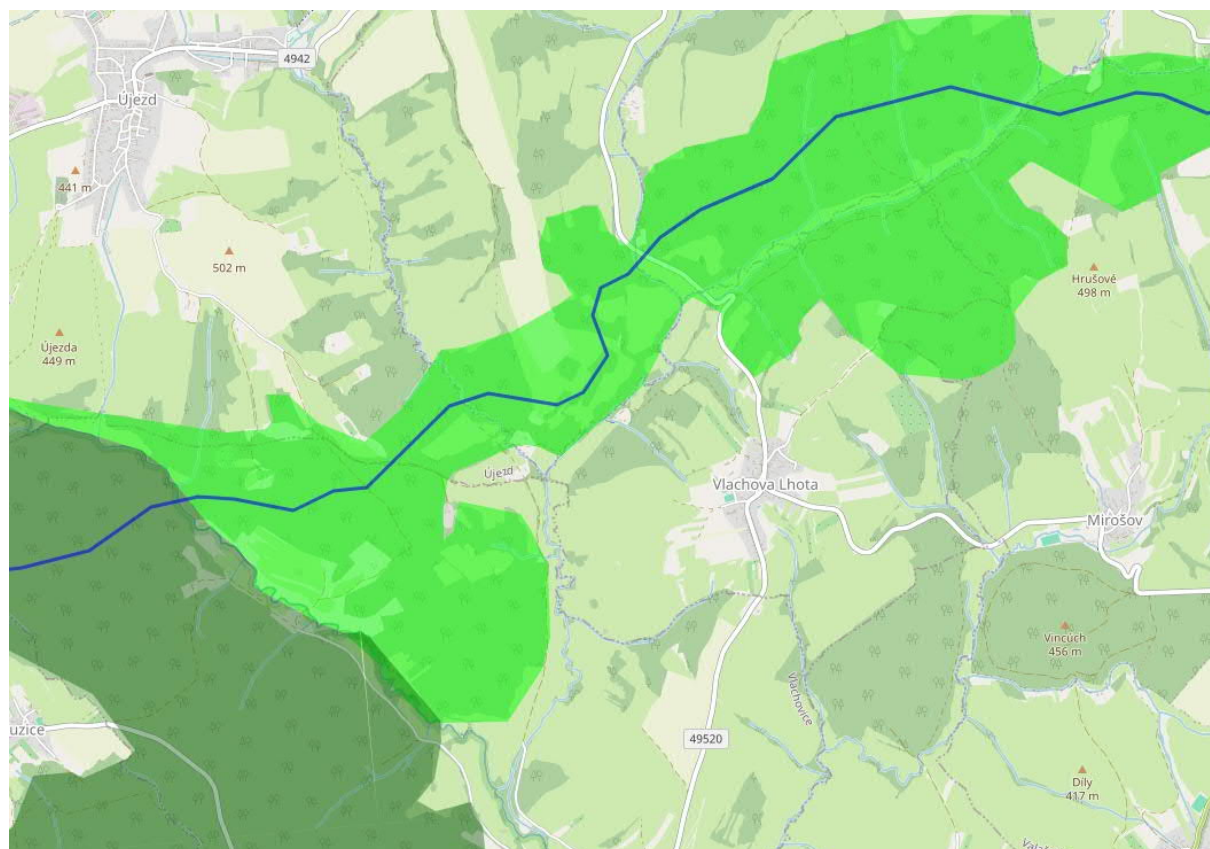 4942
Újezd
441 m
502 m
Hrušové
498 m
Újezda
449 m
Újezd
Vlachova Lhota
Mirošov
Vincúch
456 m
Vlachovice
uzice
49520
Díly
417 m